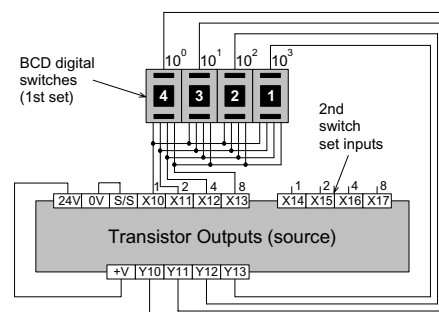 10⁰ 10¹ 10² 10³
BCD digital
switches
(1st set)
4 3 2 1
2nd
switch
set inputs
1 2 4 8 1 2 4 8
24V 0V S/S X10 X11 X12 X13 X14 X15 X16 X17
Transistor Outputs (source)
+V Y10 Y11 Y12 Y13